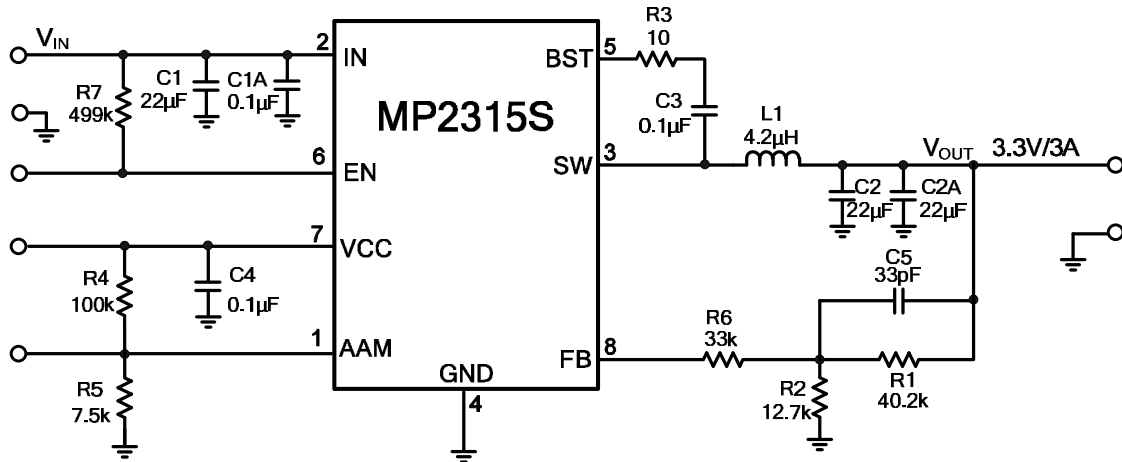 R3
10
V_IN
2
IN
BST
5
C1
22µF
C1A
0.1µF
R7
499k
MP2315S
C3
0.1µF
L1
4.2µH
6
EN
SW
3
V_OUT
3.3V/3A
C2
22µF
C2A
22µF
7
VCC
R4
100k
C4
0.1µF
C5
33pF
1
AAM
FB
8
R6
33k
GND
4
R5
7.5k
R2
12.7k
R1
40.2k